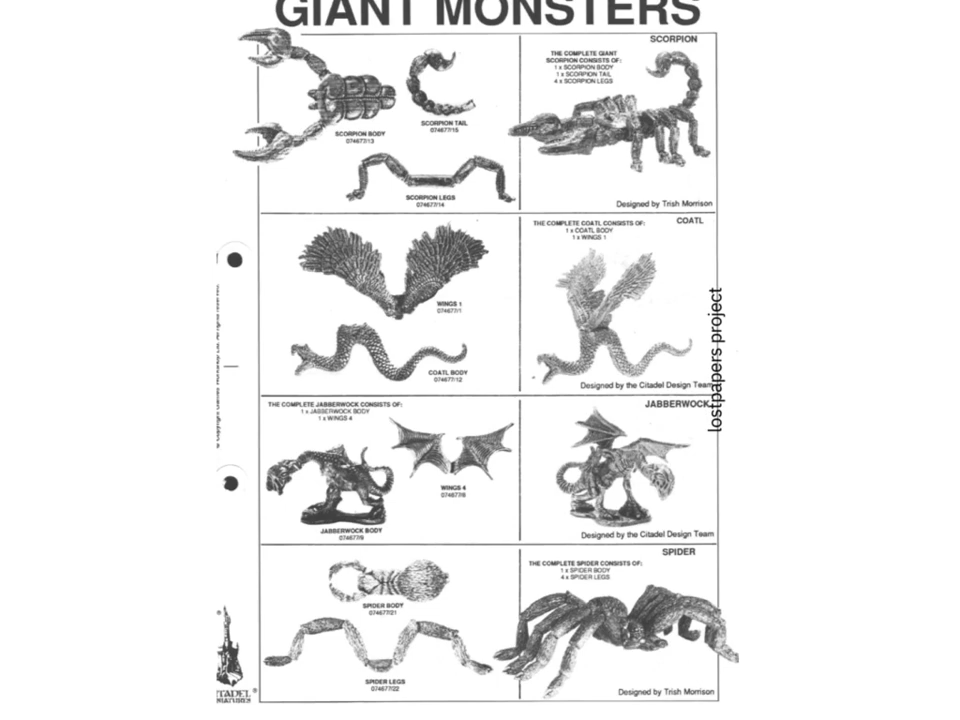 GIANT MONSTERS
SCORPION
THE COMPLETE GIANT
SCORPION CONSISTS OF:
1 x SCORPION BODY
1 x SCORPION TAIL
4 x SCORPION LEGS
SCORPION BODY
074677/13
SCORPION TAIL
074677/15
SCORPION LEGS
074677/14
Designed by Trish Morrison
COATL
THE COMPLETE COATL CONSISTS OF:
1 x COATL BODY
1 x WINGS 1
WINGS 1
074677/1
COATL BODY
074677/12
Designed by the Citadel Design Team
lostpapers project
JABBERWOCK
THE COMPLETE JABBERWOCK CONSISTS OF:
1 x JABBERWOCK BODY
1 x WINGS 4
WINGS 4
074677/8
JABBERWOCK BODY
074677/9
Designed by the Citadel Design Team
SPIDER
THE COMPLETE SPIDER CONSISTS OF:
1 x SPIDER BODY
4 x SPIDER LEGS
SPIDER BODY
074677/21
SPIDER LEGS
074677/22
Designed by Trish Morrison